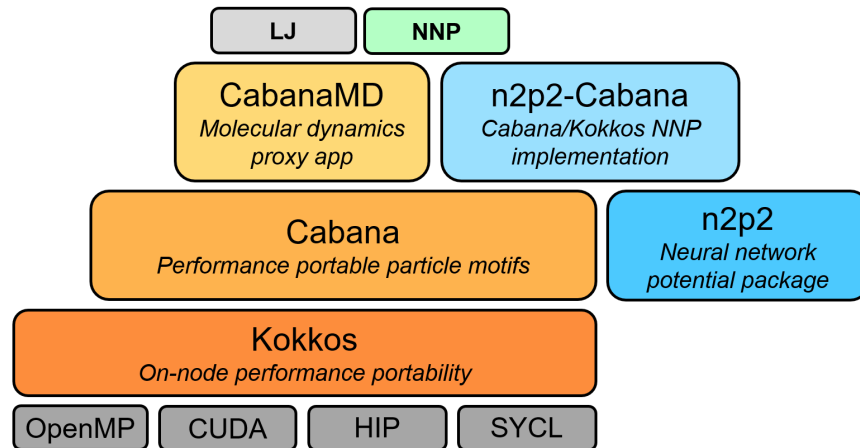 LJ
NNP
CabanaMD
Molecular dynamics
proxy app
n2p2-Cabana
Cabana/Kokkos NNP
implementation
Cabana
Performance portable particle motifs
n2p2
Neural network
potential package
Kokkos
On-node performance portability
OpenMP
CUDA
HIP
SYCL